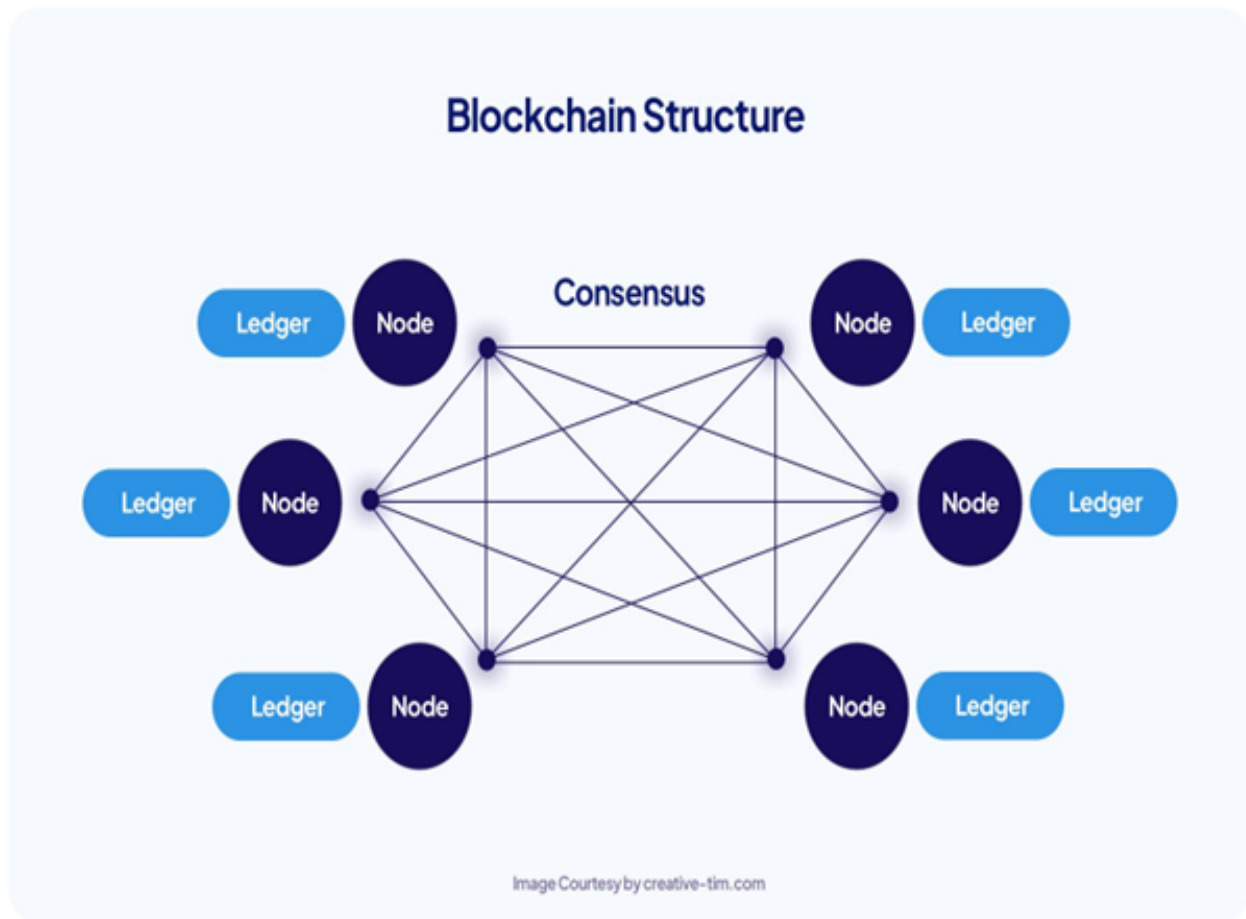 Blockchain Structure
Consensus
Ledger Node Node Ledger
Ledger Node Node Ledger
Ledger Node Node Ledger
Image Courtesy by creative-tim.com